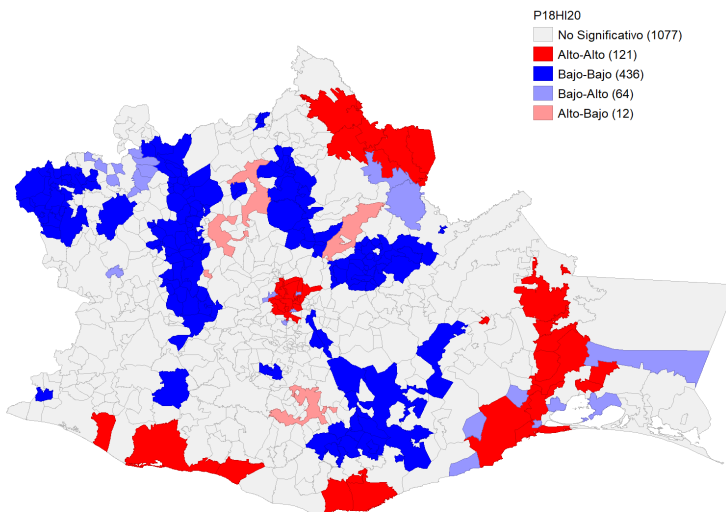 P18HI20
No Significativo (1077)
Alto-Alto (121)
Bajo-Bajo (436)
Bajo-Alto (64)
Alto-Bajo (12)